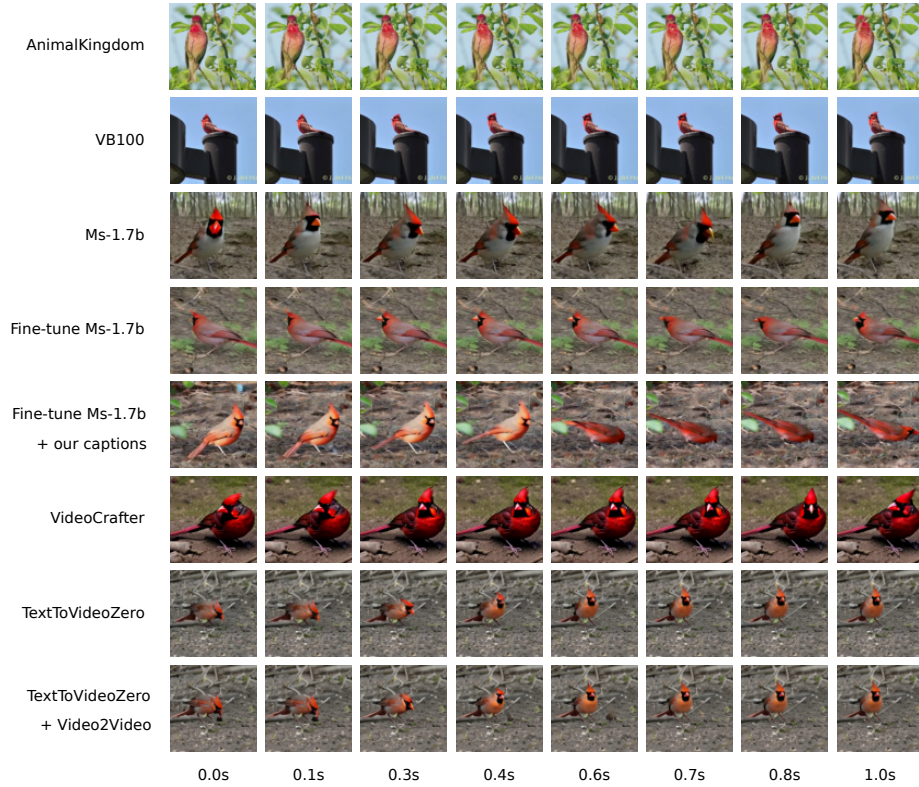 AnimalKingdom
VB100
Ms-1.7b
Fine-tune Ms-1.7b
Fine-tune Ms-1.7b
+ our captions
VideoCrafter
TextToVideoZero
TextToVideoZero
+ Video2Video
0.0s 0.1s 0.3s 0.4s 0.6s 0.7s 0.8s 1.0s